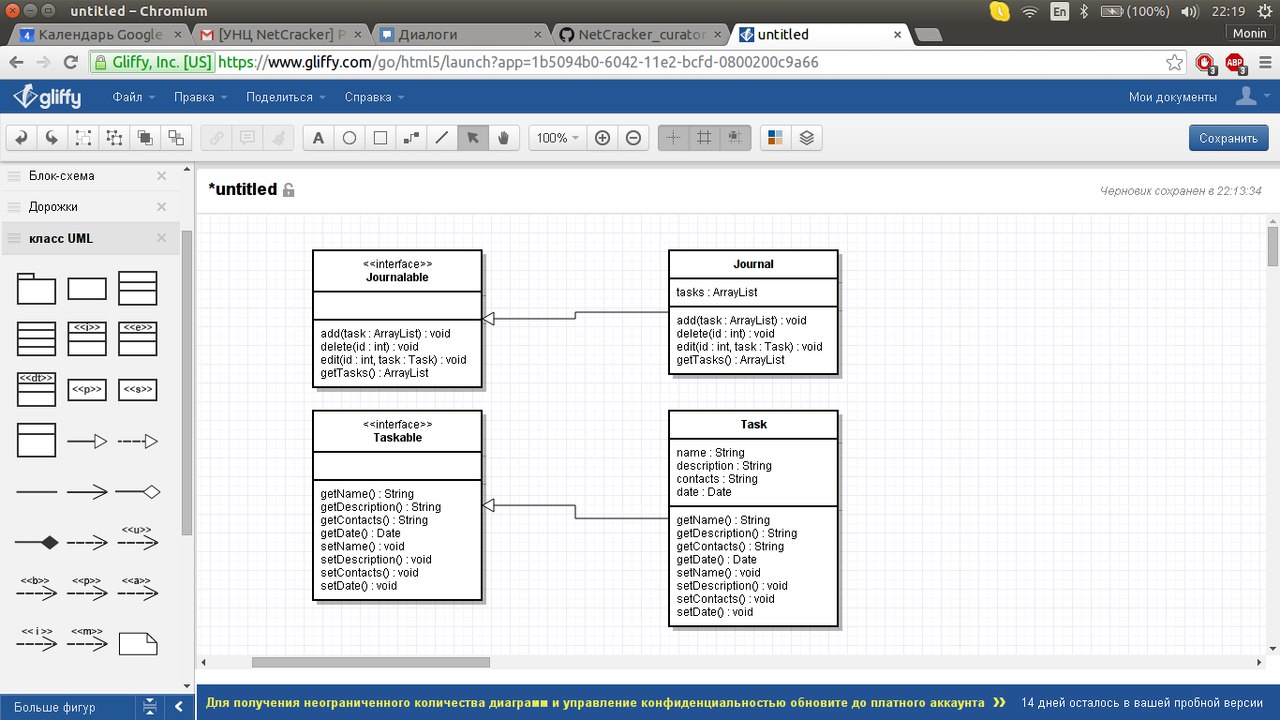 untitled – Chromium
En
(100%)
22:19
Календарь Google
[УНЦ NetCracker] Р
Диалоги
NetCracker_curator
untitled
Monin
Gliffy, Inc. [US] https://www.gliffy.com/go/html5/launch?app=1b5094b0-6042-11e2-bcfd-0800200c9a66
3
ABP
3
gliffy
Файл
Правка
Поделиться
Справка
Мои документы
A
100%
Сохранить
Блок-схема
Дорожки
класс UML
*untitled
Черновик сохранен в 22:13:34
<<i>>
<<e>>
<<dt>>
<<p>>
<<s>>
<<u>>
<<b>>
<<p>>
<<a>>
<<i>>
<<m>>
<<interface>>
Journalable
add(task : ArrayList) : void
delete(id : int) : void
edit(id : int, task : Task) : void
getTasks() : ArrayList
Journal
tasks : ArrayList
add(task : ArrayList) : void
delete(id : int) : void
edit(id : int, task : Task) : void
getTasks() : ArrayList
<<interface>>
Taskable
getName() : String
getDescription() : String
getContacts() : String
getDate() : Date
setName() : void
setDescription() : void
setContacts() : void
setDate() : void
Task
name : String
description : String
contacts : String
date : Date
getName() : String
getDescription() : String
getContacts() : String
getDate() : Date
setName() : void
setDescription() : void
setContacts() : void
setDate() : void
Больше фигур
Для получения неограниченного количества диаграмм и управление конфиденциальностью обновите до платного аккаунта
14 дней осталось в вашей пробной версии